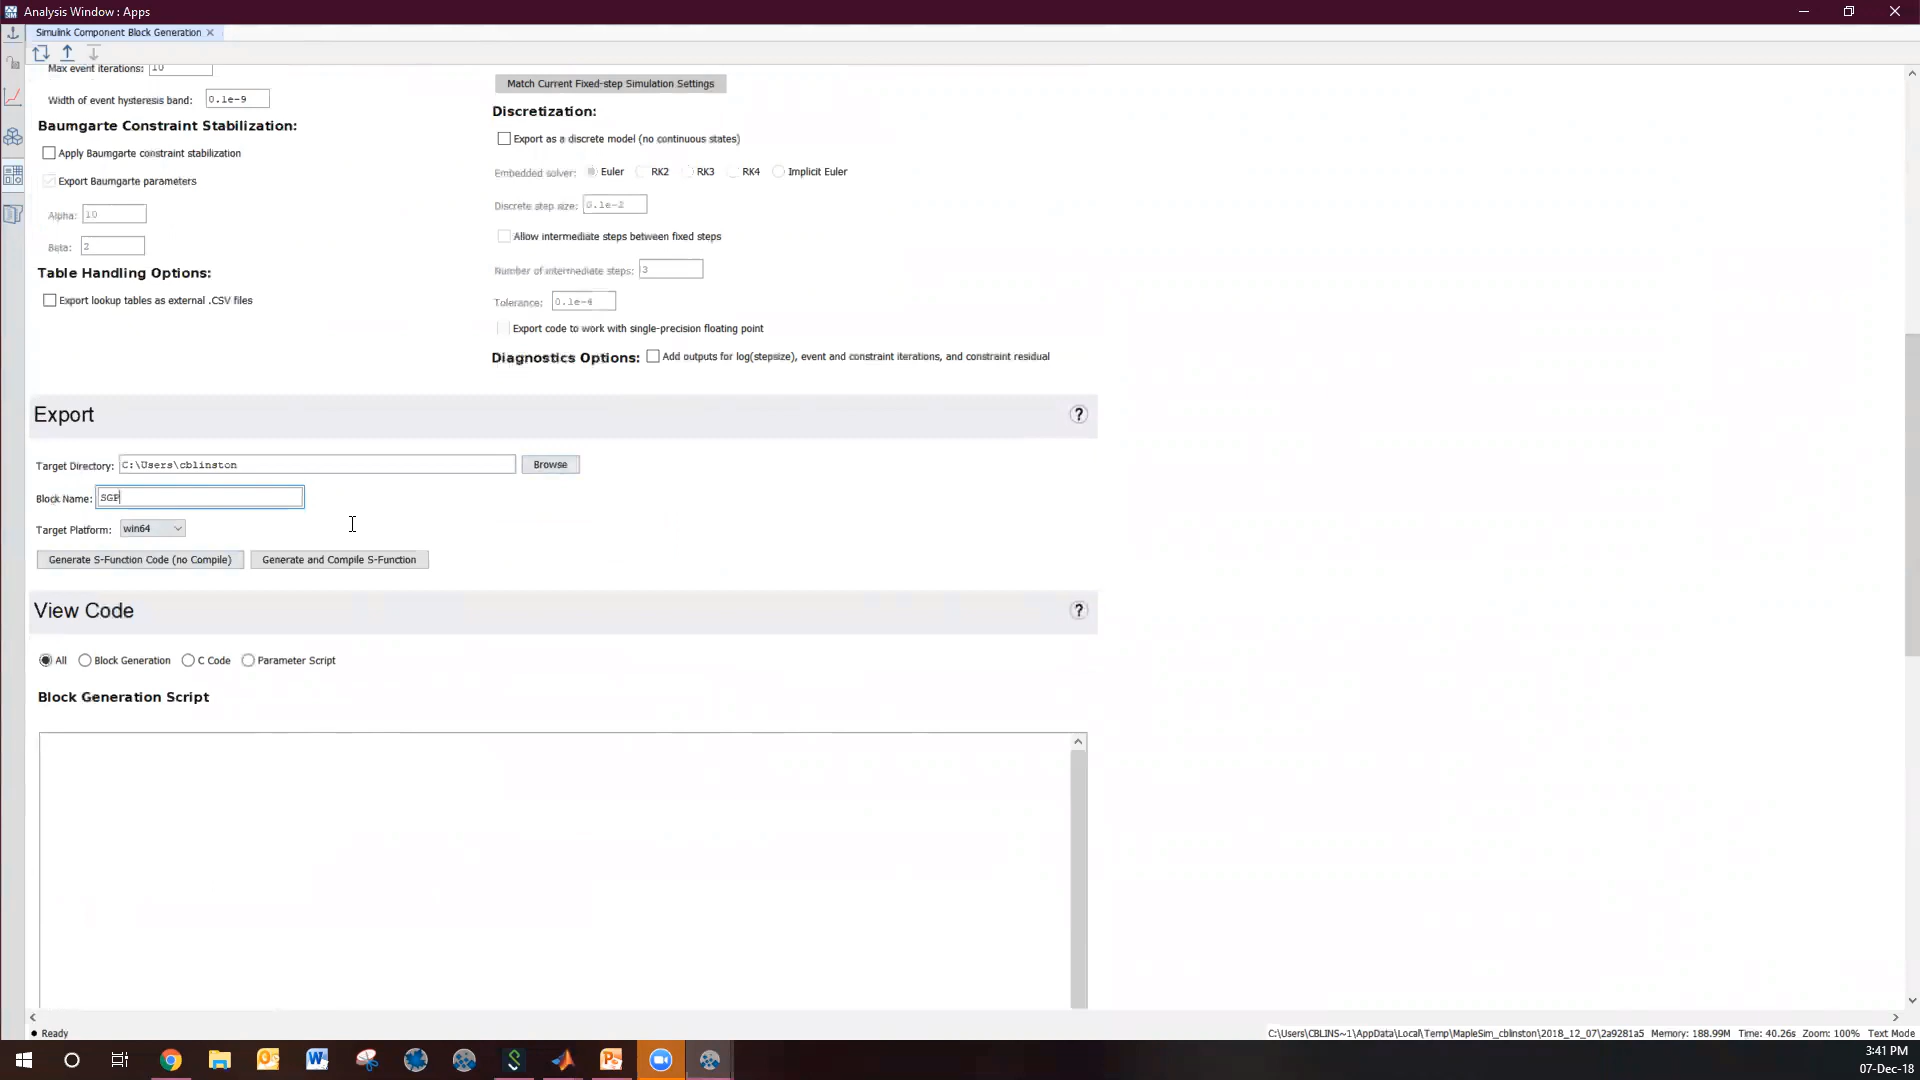 Analysis Window : Apps
Simulink Component Block Generation
Max event iterations: 10
Width of event hysteresis band: 0.1e-9
Baumgarte Constraint Stabilization:
Apply Baumgarte constraint stabilization
Export Baumgarte parameters
Alpha: 10
Beta: 2
Table Handling Options:
Export lookup tables as external .CSV files
Match Current Fixed-step Simulation Settings
Discretization:
Export as a discrete model (no continuous states)
Embedded solver: Euler RK2 RK3 RK4 Implicit Euler
Discrete step size: 0.1e-2
Allow intermediate steps between fixed steps
Number of intermediate steps: 3
Tolerance: 0.1e-4
Export code to work with single-precision floating point
Diagnostics Options: Add outputs for log(stepsize), event and constraint iterations, and constraint residual
Export ?
Target Directory: C:\Users\cblinston Browse
Block Name: SGP
Target Platform: win64
Generate S-Function Code (no Compile) Generate and Compile S-Function
View Code ?
All Block Generation C Code Parameter Script
Block Generation Script
Ready C:\Users\CBLINS~1\AppData\Local\Temp\MapleSim_cblinston\2018_12_07\2a9281a5 Memory: 188.99M Time: 40.26s Zoom: 100% Text Mode
3:41 PM
07-Dec-18